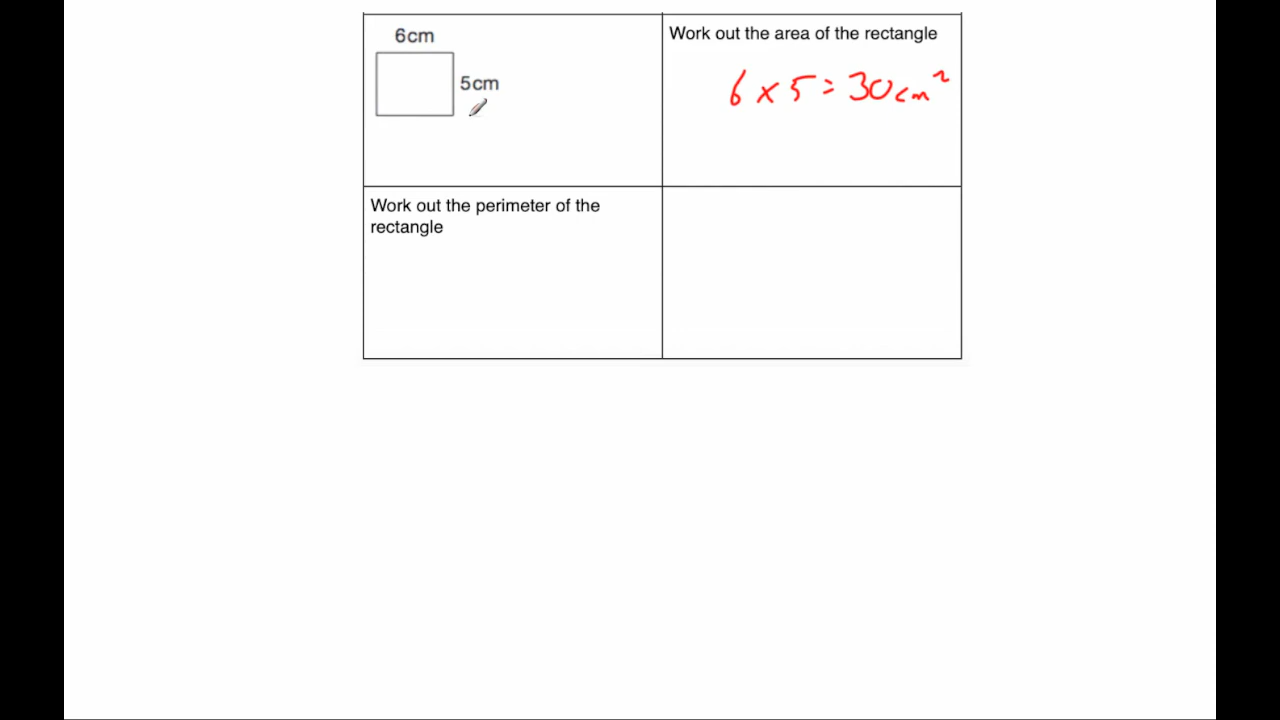 6cm
5cm
Work out the area of the rectangle
6 x 5 = 30cm²
Work out the perimeter of the
rectangle